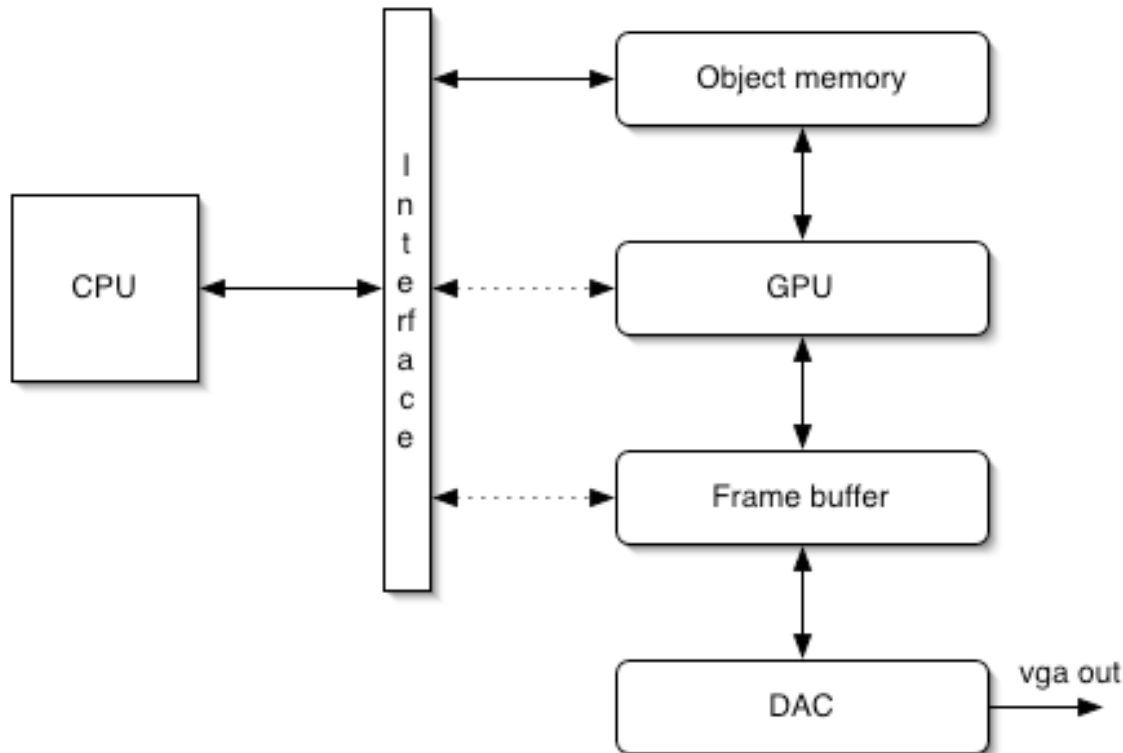 Object memory
I
n
t
e
rf
a
c
e
CPU
GPU
Frame buffer
DAC
vga out